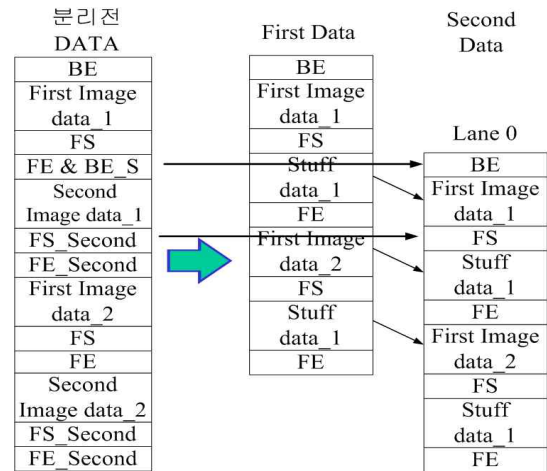 분리전
DATA
BE
First Image
data_1
FS
FE & BE_S
Second
Image data_1
FS_Second
FE_Second
First Image
data_2
FS
FE
Second
Image data_2
FS_Second
FE_Second
First Data
BE
First Image
data_1
FS
Stuff
data_1
FE
First Image
data_2
FS
Stuff
data_1
FE
Second
Data
Lane 0
BE
First Image
data_1
FS
Stuff
data_1
FE
First Image
data_2
FS
Stuff
data_1
FE